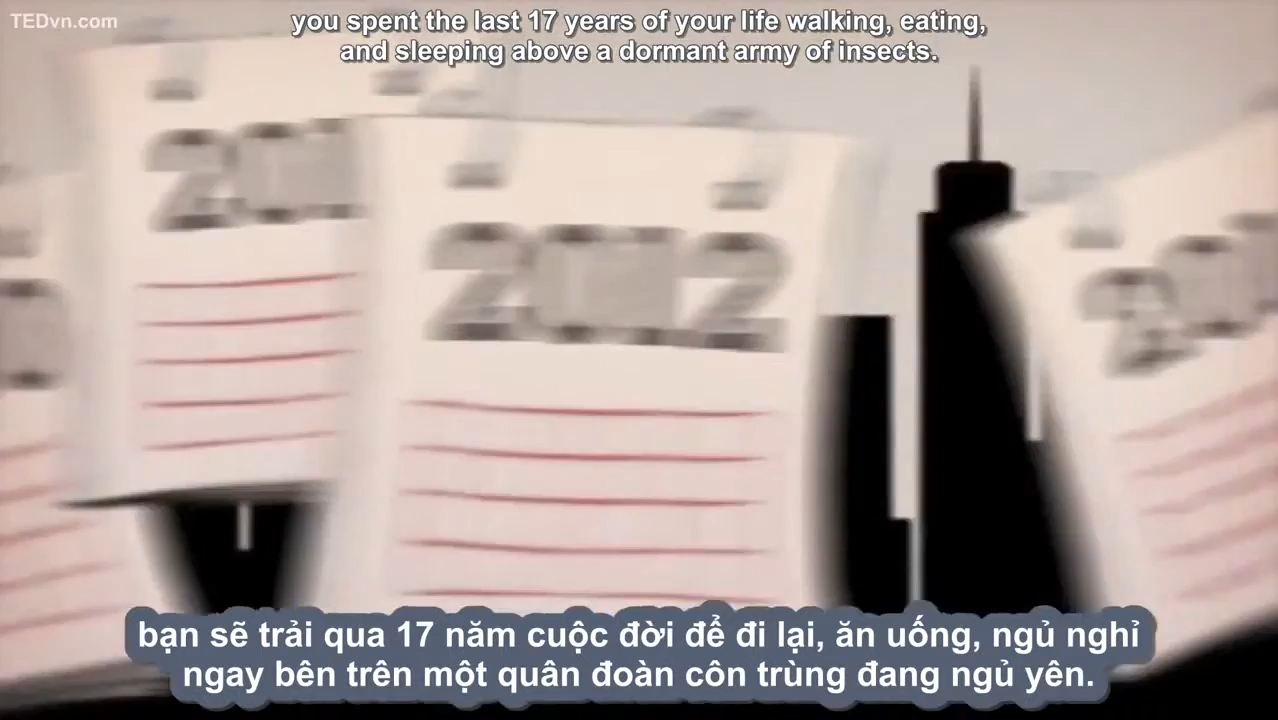 TEDvn.com
you spent the last 17 years of your life walking, eating,
and sleeping above a dormant army of insects.
2012
bạn sẽ trải qua 17 năm cuộc đời để đi lại, ăn uống, ngủ nghỉ
ngay bên trên một quân đoàn côn trùng đang ngủ yên.